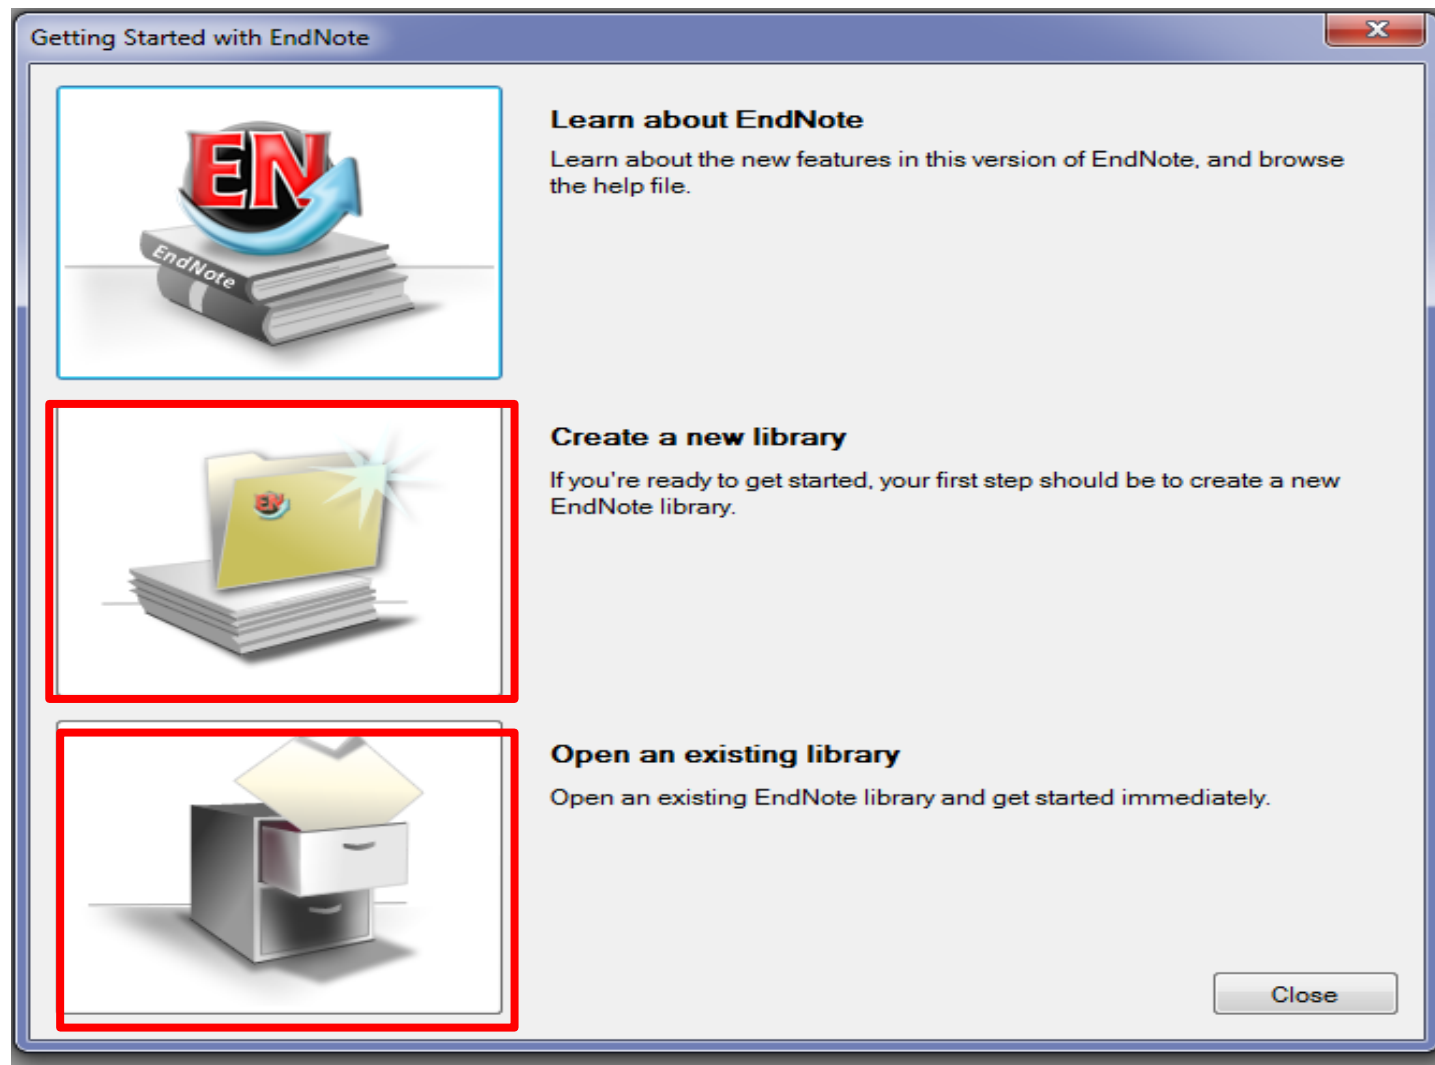 Getting Started with EndNote
EN
EndNote
Learn about EndNote
Learn about the new features in this version of EndNote, and browse
the help file.
EN
Create a new library
If you're ready to get started, your first step should be to create a new
EndNote library.
Open an existing library
Open an existing EndNote library and get started immediately.
Close